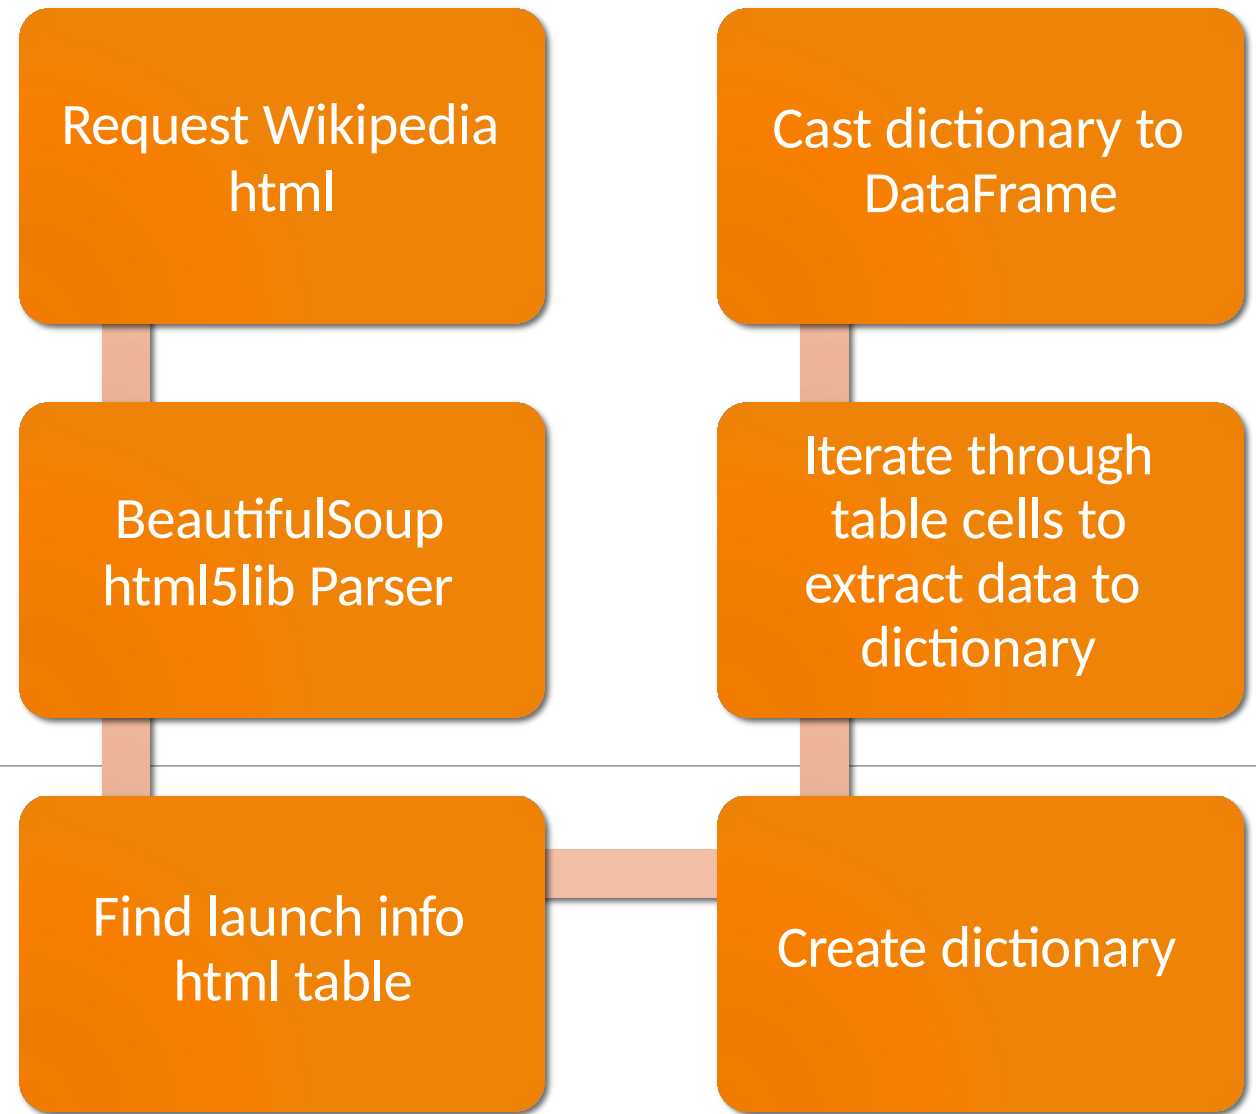 Request Wikipedia
html
BeautifulSoup
html5lib Parser
Find launch info
html table
Create dictionary
Iterate through
table cells to
extract data to
dictionary
Cast dictionary to
DataFrame